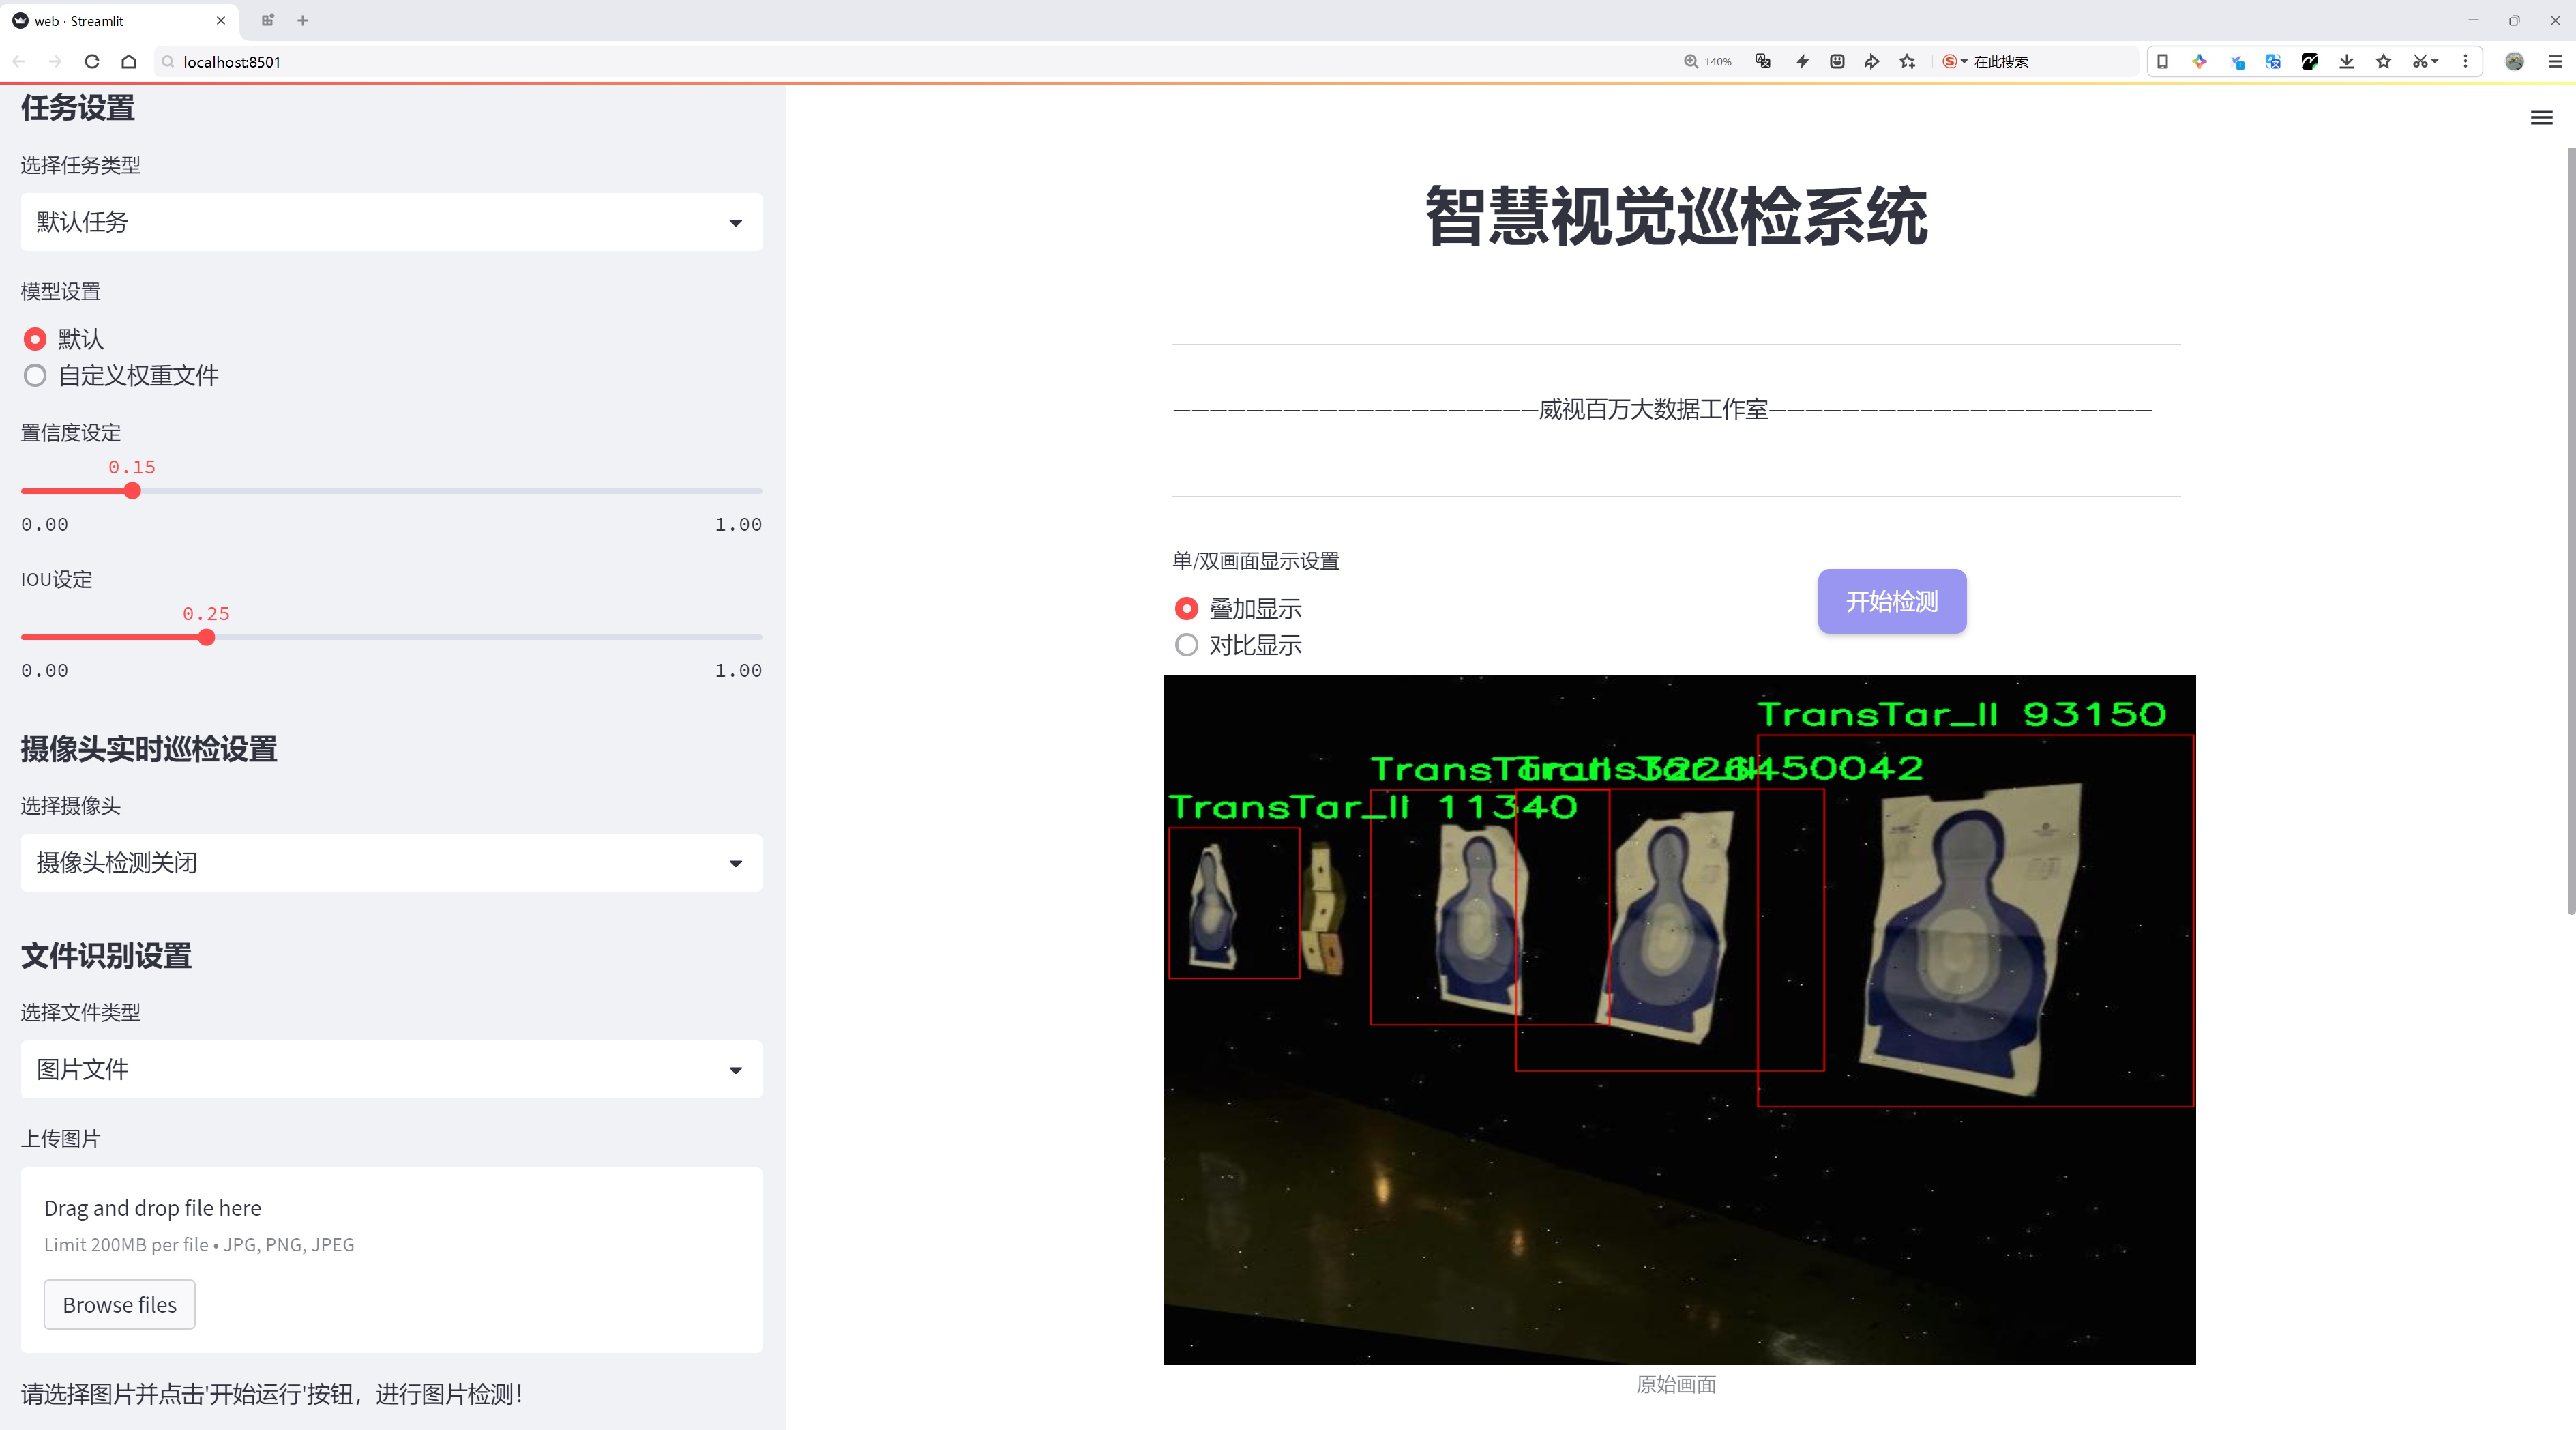 web · Streamlit
localhost:8501
140%
在此搜索
任务设置
选择任务类型
默认任务
模型设置
默认
自定义权重文件
置信度设定
0.15
0.00
1.00
IOU设定
0.25
0.00
1.00
摄像头实时巡检设置
选择摄像头
摄像头检测关闭
文件识别设置
选择文件类型
图片文件
上传图片
Drag and drop file here
Limit 200MB per file • JPG, PNG, JPEG
Browse files
请选择图片并点击'开始运行'按钮，进行图片检测！
智慧视觉巡检系统
————————————————————威视百万大数据工作室—————————————————————
单/双画面显示设置
叠加显示
对比显示
开始检测
TransTar_II 93150
TransTar_II
50042
TransTar_II 11340
原始画面